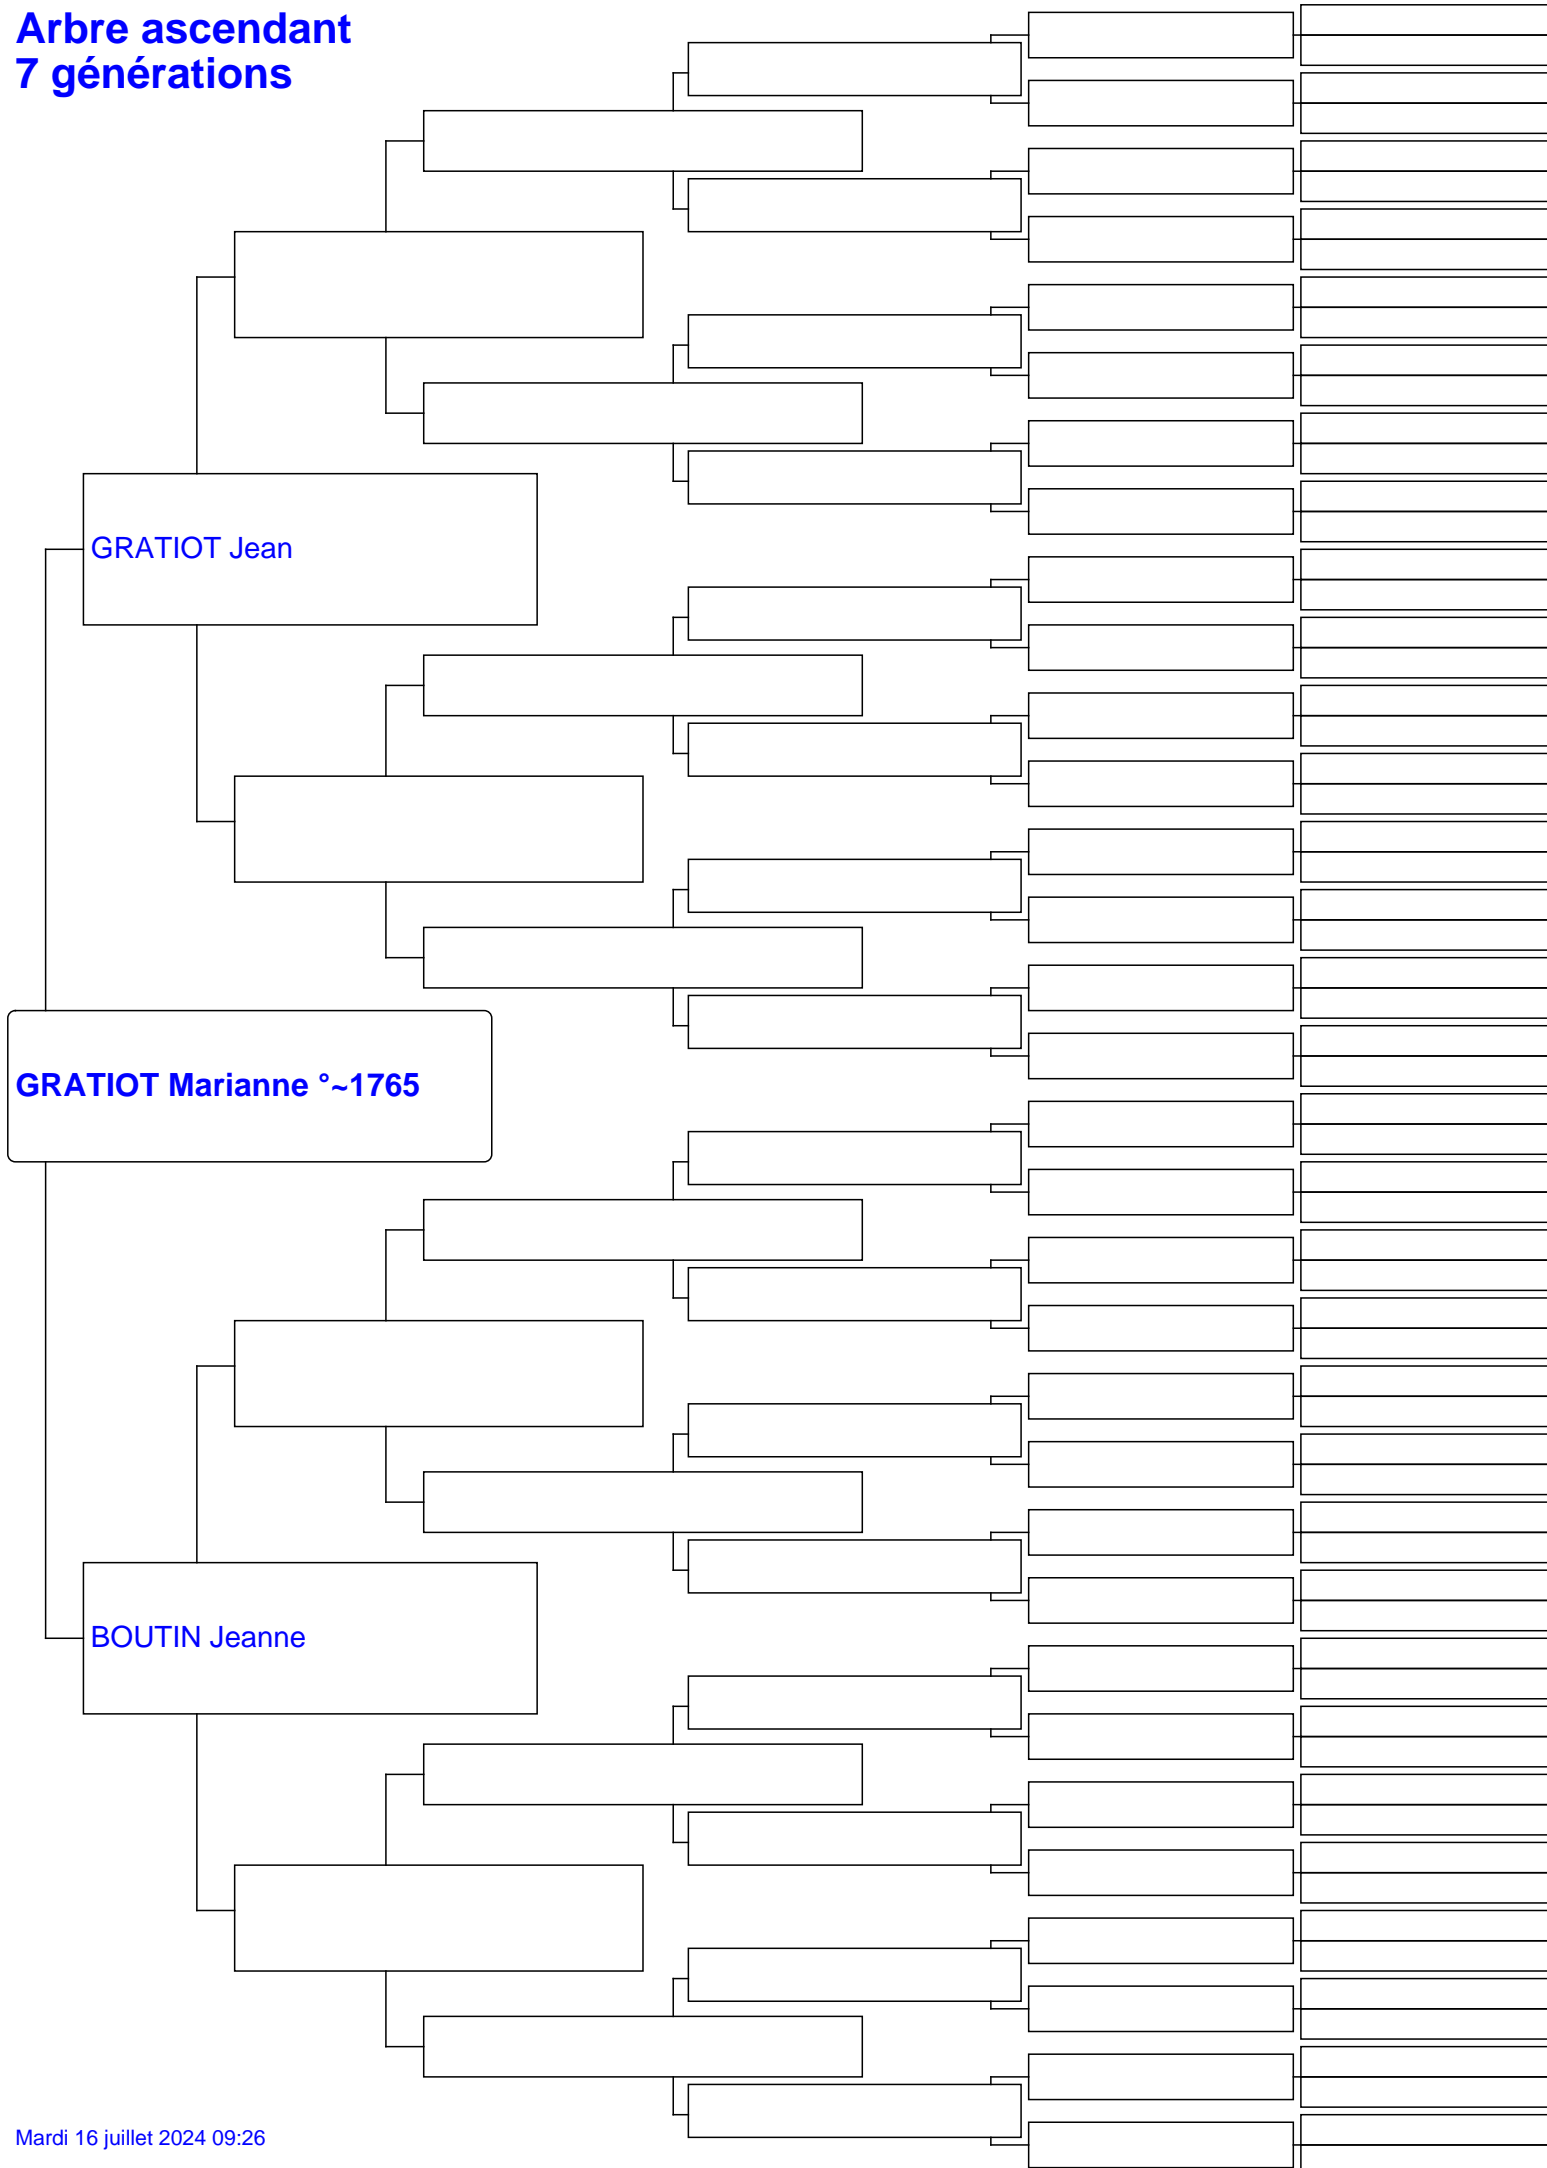 Arbre ascendant
7 générations
GRATIOT Jean
GRATIOT Marianne °~1765
BOUTIN Jeanne
Mardi 16 juillet 2024 09:26